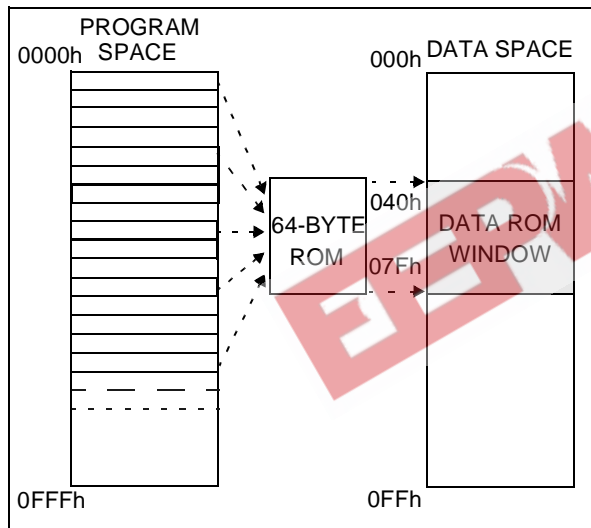 PROGRAM
SPACE
0000h
000h
DATA SPACE
64-BYTE
ROM
040h
07Fh
DATA ROM
WINDOW
0FFFh
0FFh